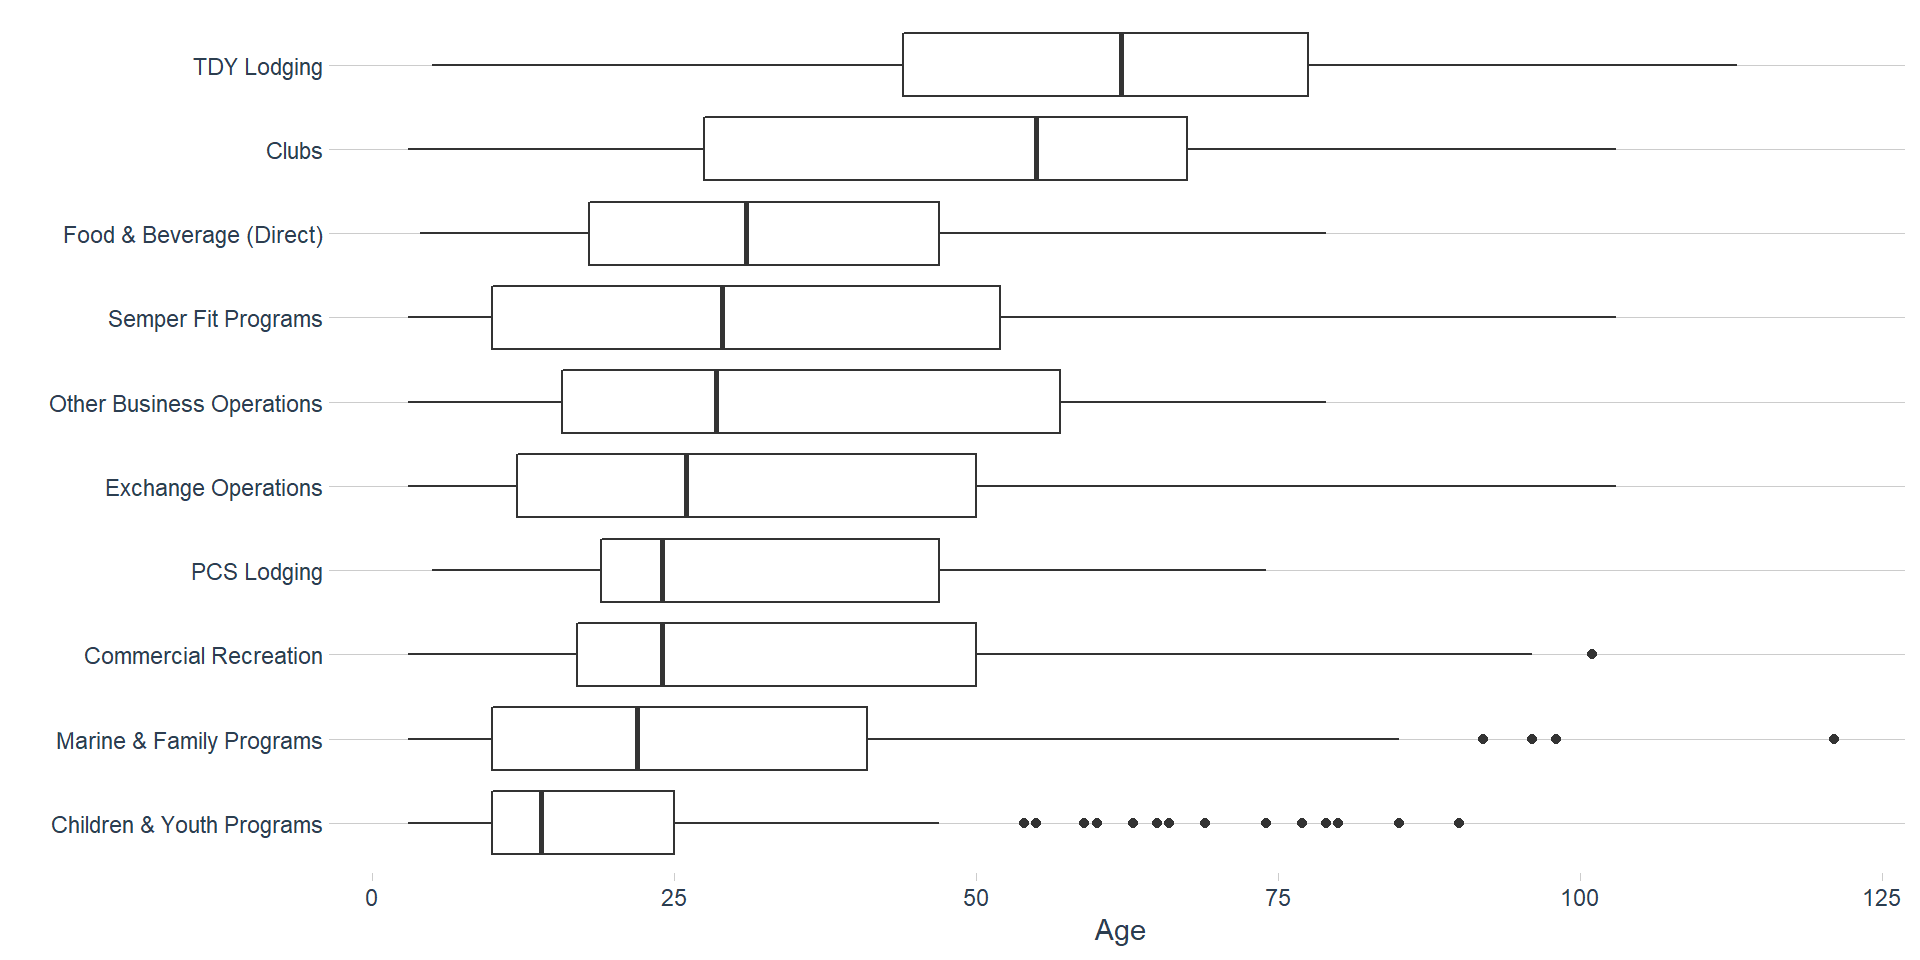 TDY Lodging
Clubs
Food & Beverage (Direct)
Semper Fit Programs
Other Business Operations
Exchange Operations
PCS Lodging
Commercial Recreation
Marine & Family Programs
Children & Youth Programs
0 25 50 75 100 125
Age